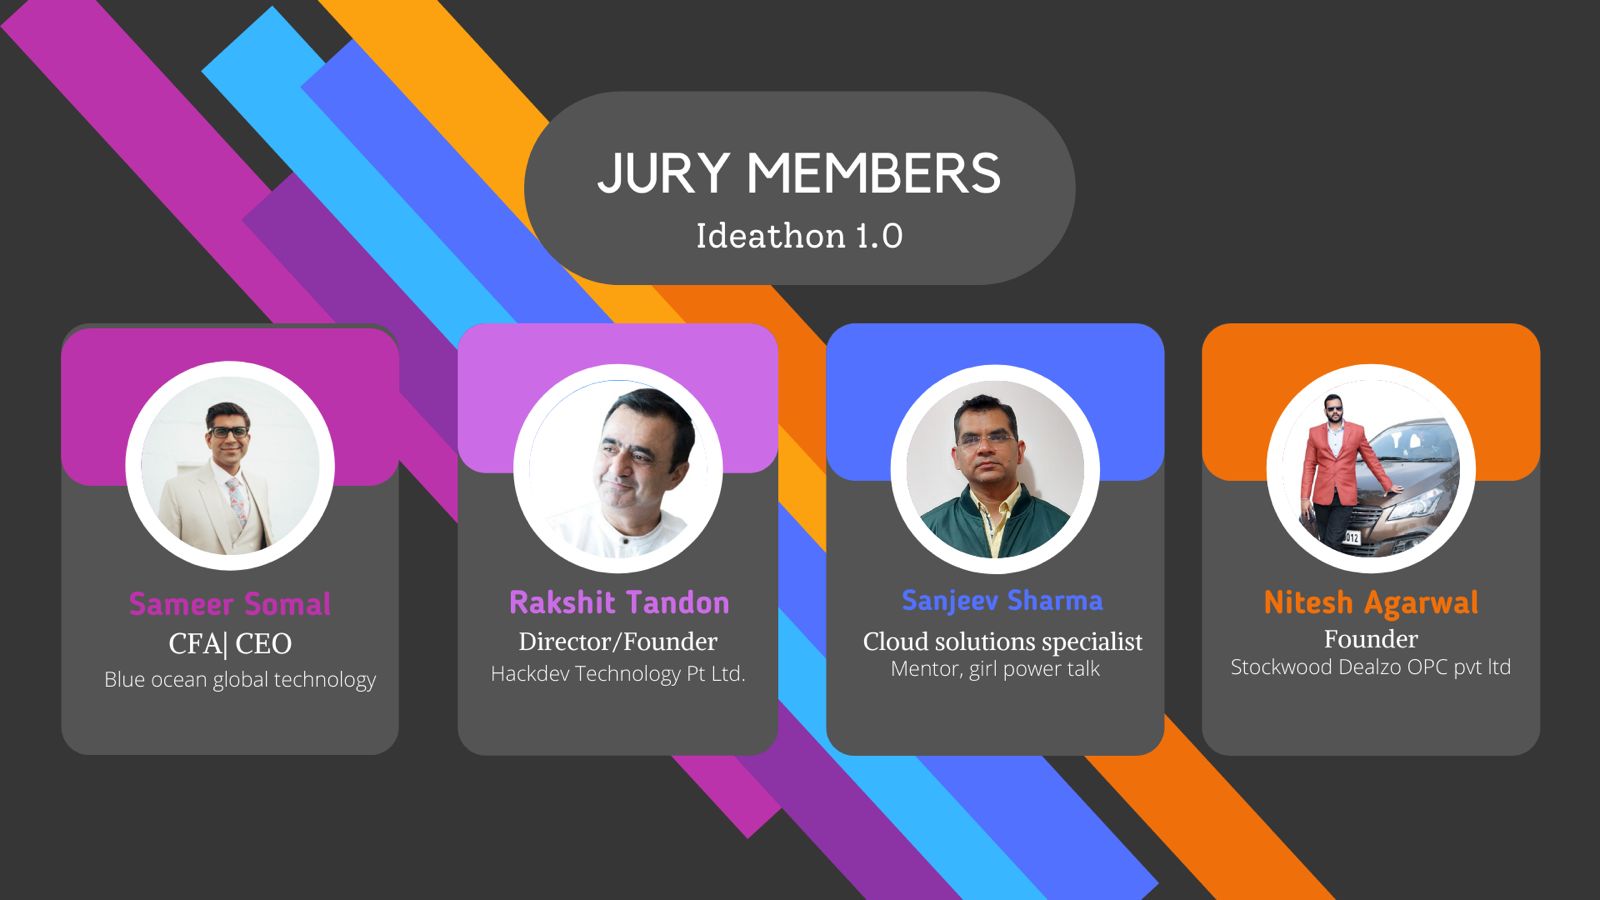 JURY MEMBERS
Ideathon 1.0
Sameer Somal
CFA| CEO
Blue ocean global technology
Rakshit Tandon
Director/Founder
Hackdev Technology Pt Ltd.
Sanjeev Sharma
Cloud solutions specialist
Mentor, girl power talk
Nitesh Agarwal
Founder
Stockwood Dealzo OPC pvt ltd
012